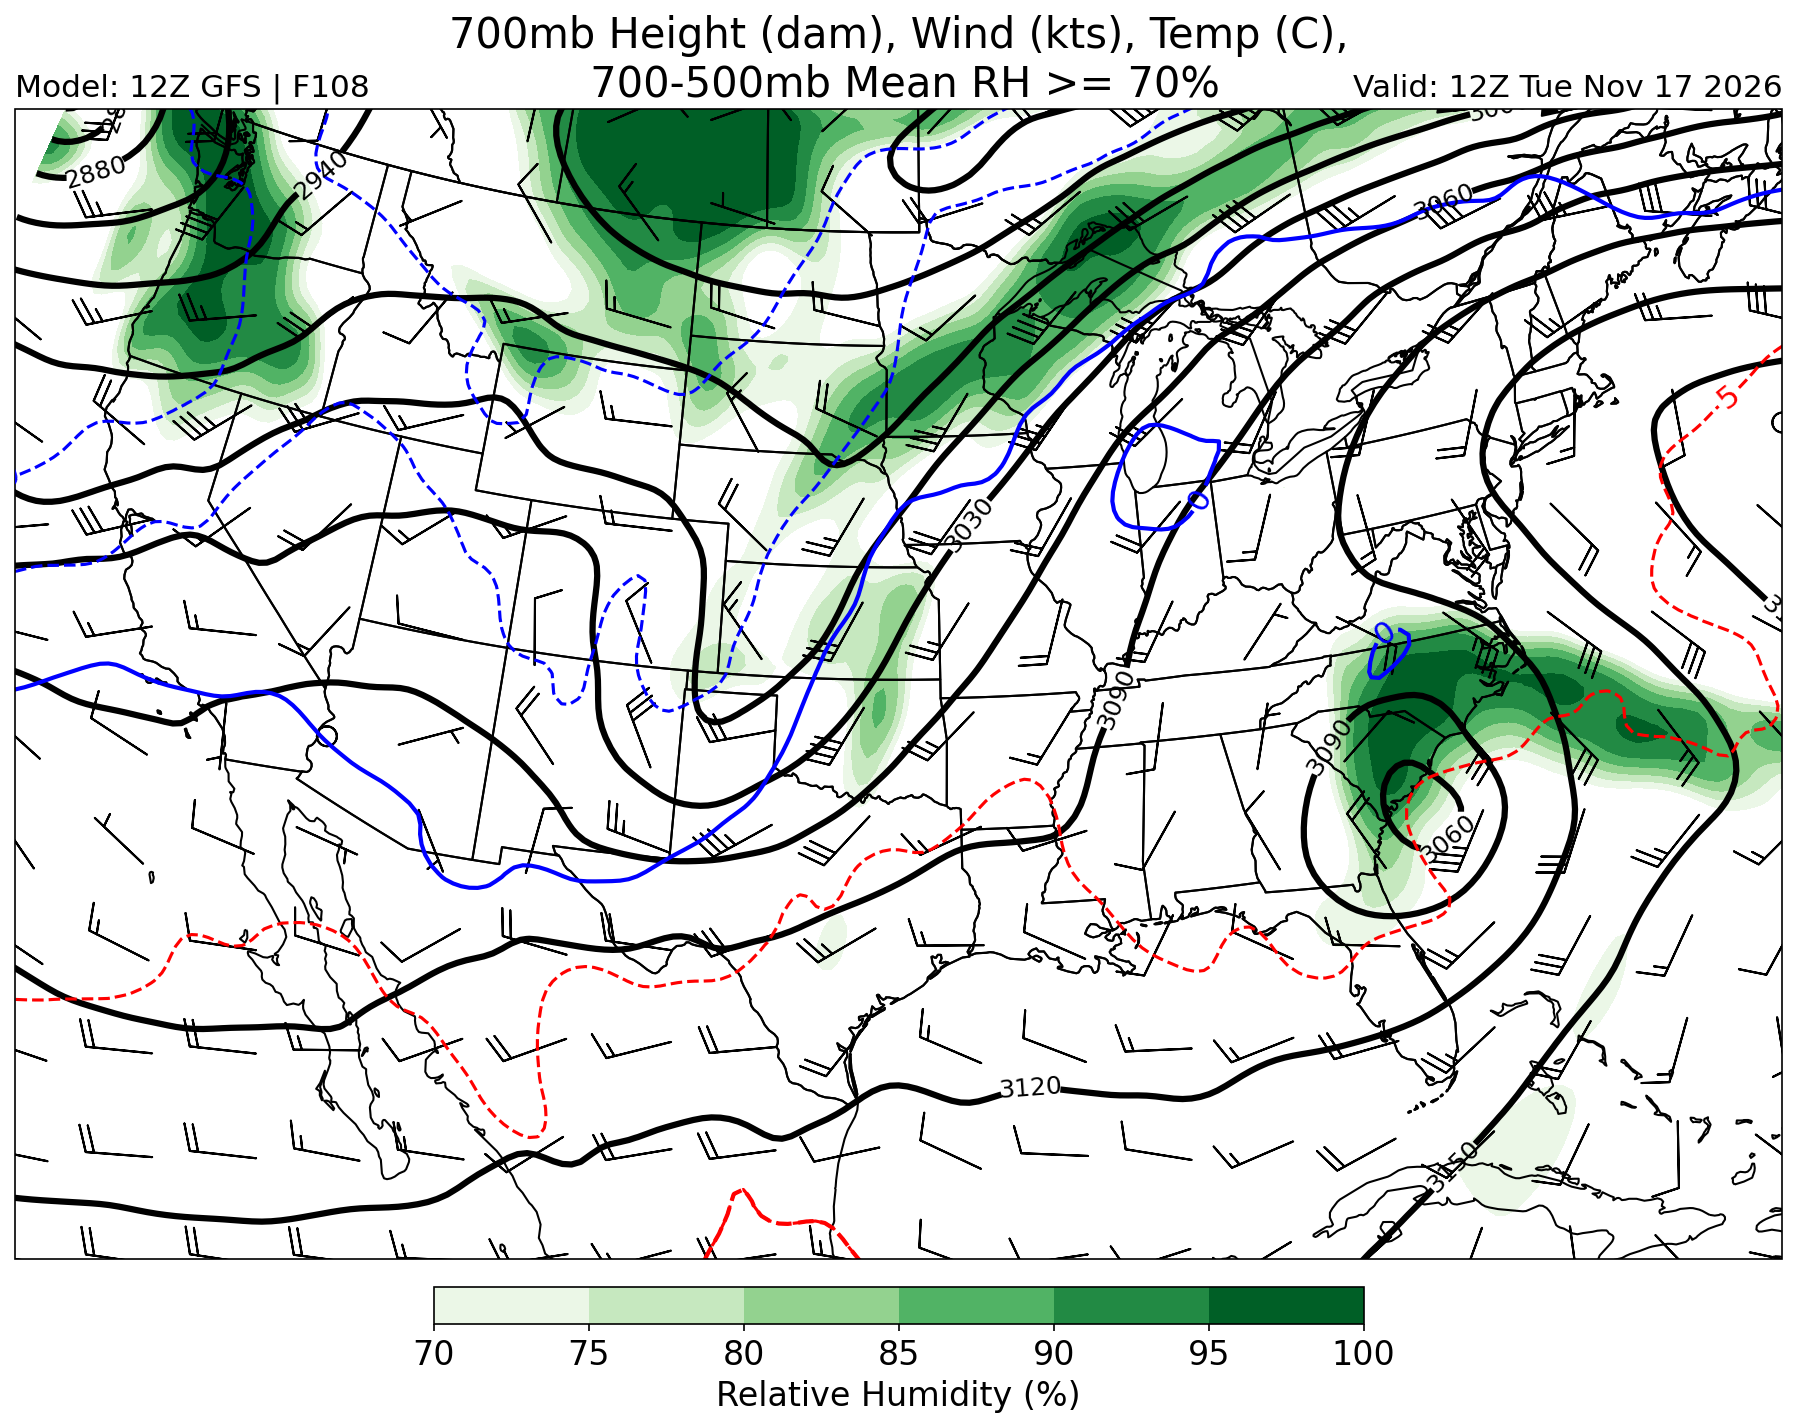 700mb Height (dam), Wind (kts), Temp (C),
Model: 12Z GFS | F108
700-500mb Mean RH >= 70%
Valid: 12Z Tue Nov 17 2026
2880
2940
3060
3030
0
5
0
3090
3090
3060
3120
3150
70 75 80 85 90 95 100
Relative Humidity (%)